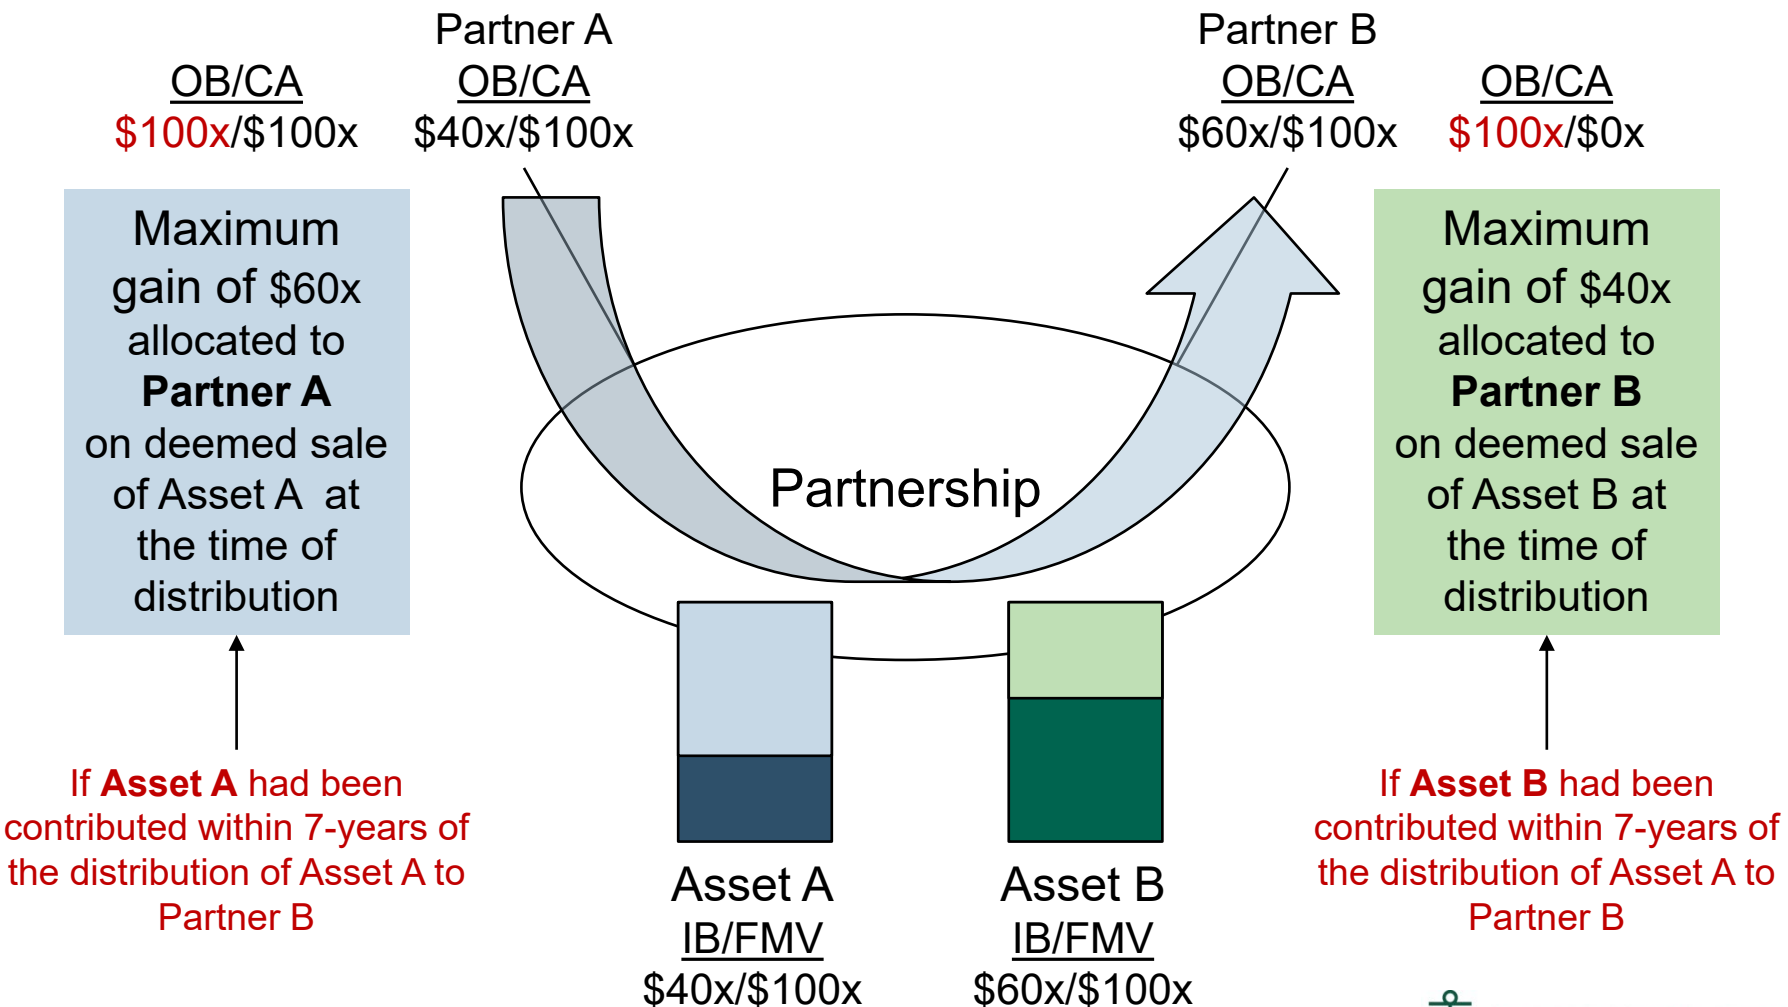 Partner A
OB/CA
OB/CA
$100x/$100x
$40x/$100x
Partner B
OB/CA
OB/CA
$60x/$100x
$100x/$0x
Maximum
gain of $60x
allocated to
Partner A
on deemed sale
of Asset A at
the time of
distribution
Partnership
Maximum
gain of $40x
allocated to
Partner B
on deemed sale
of Asset B at
the time of
distribution
If Asset A had been
contributed within 7-years of
the distribution of Asset A to
Partner B
Asset A
IB/FMV
$40x/$100x
Asset B
IB/FMV
$60x/$100x
If Asset B had been
contributed within 7-years of
the distribution of Asset A to
Partner B